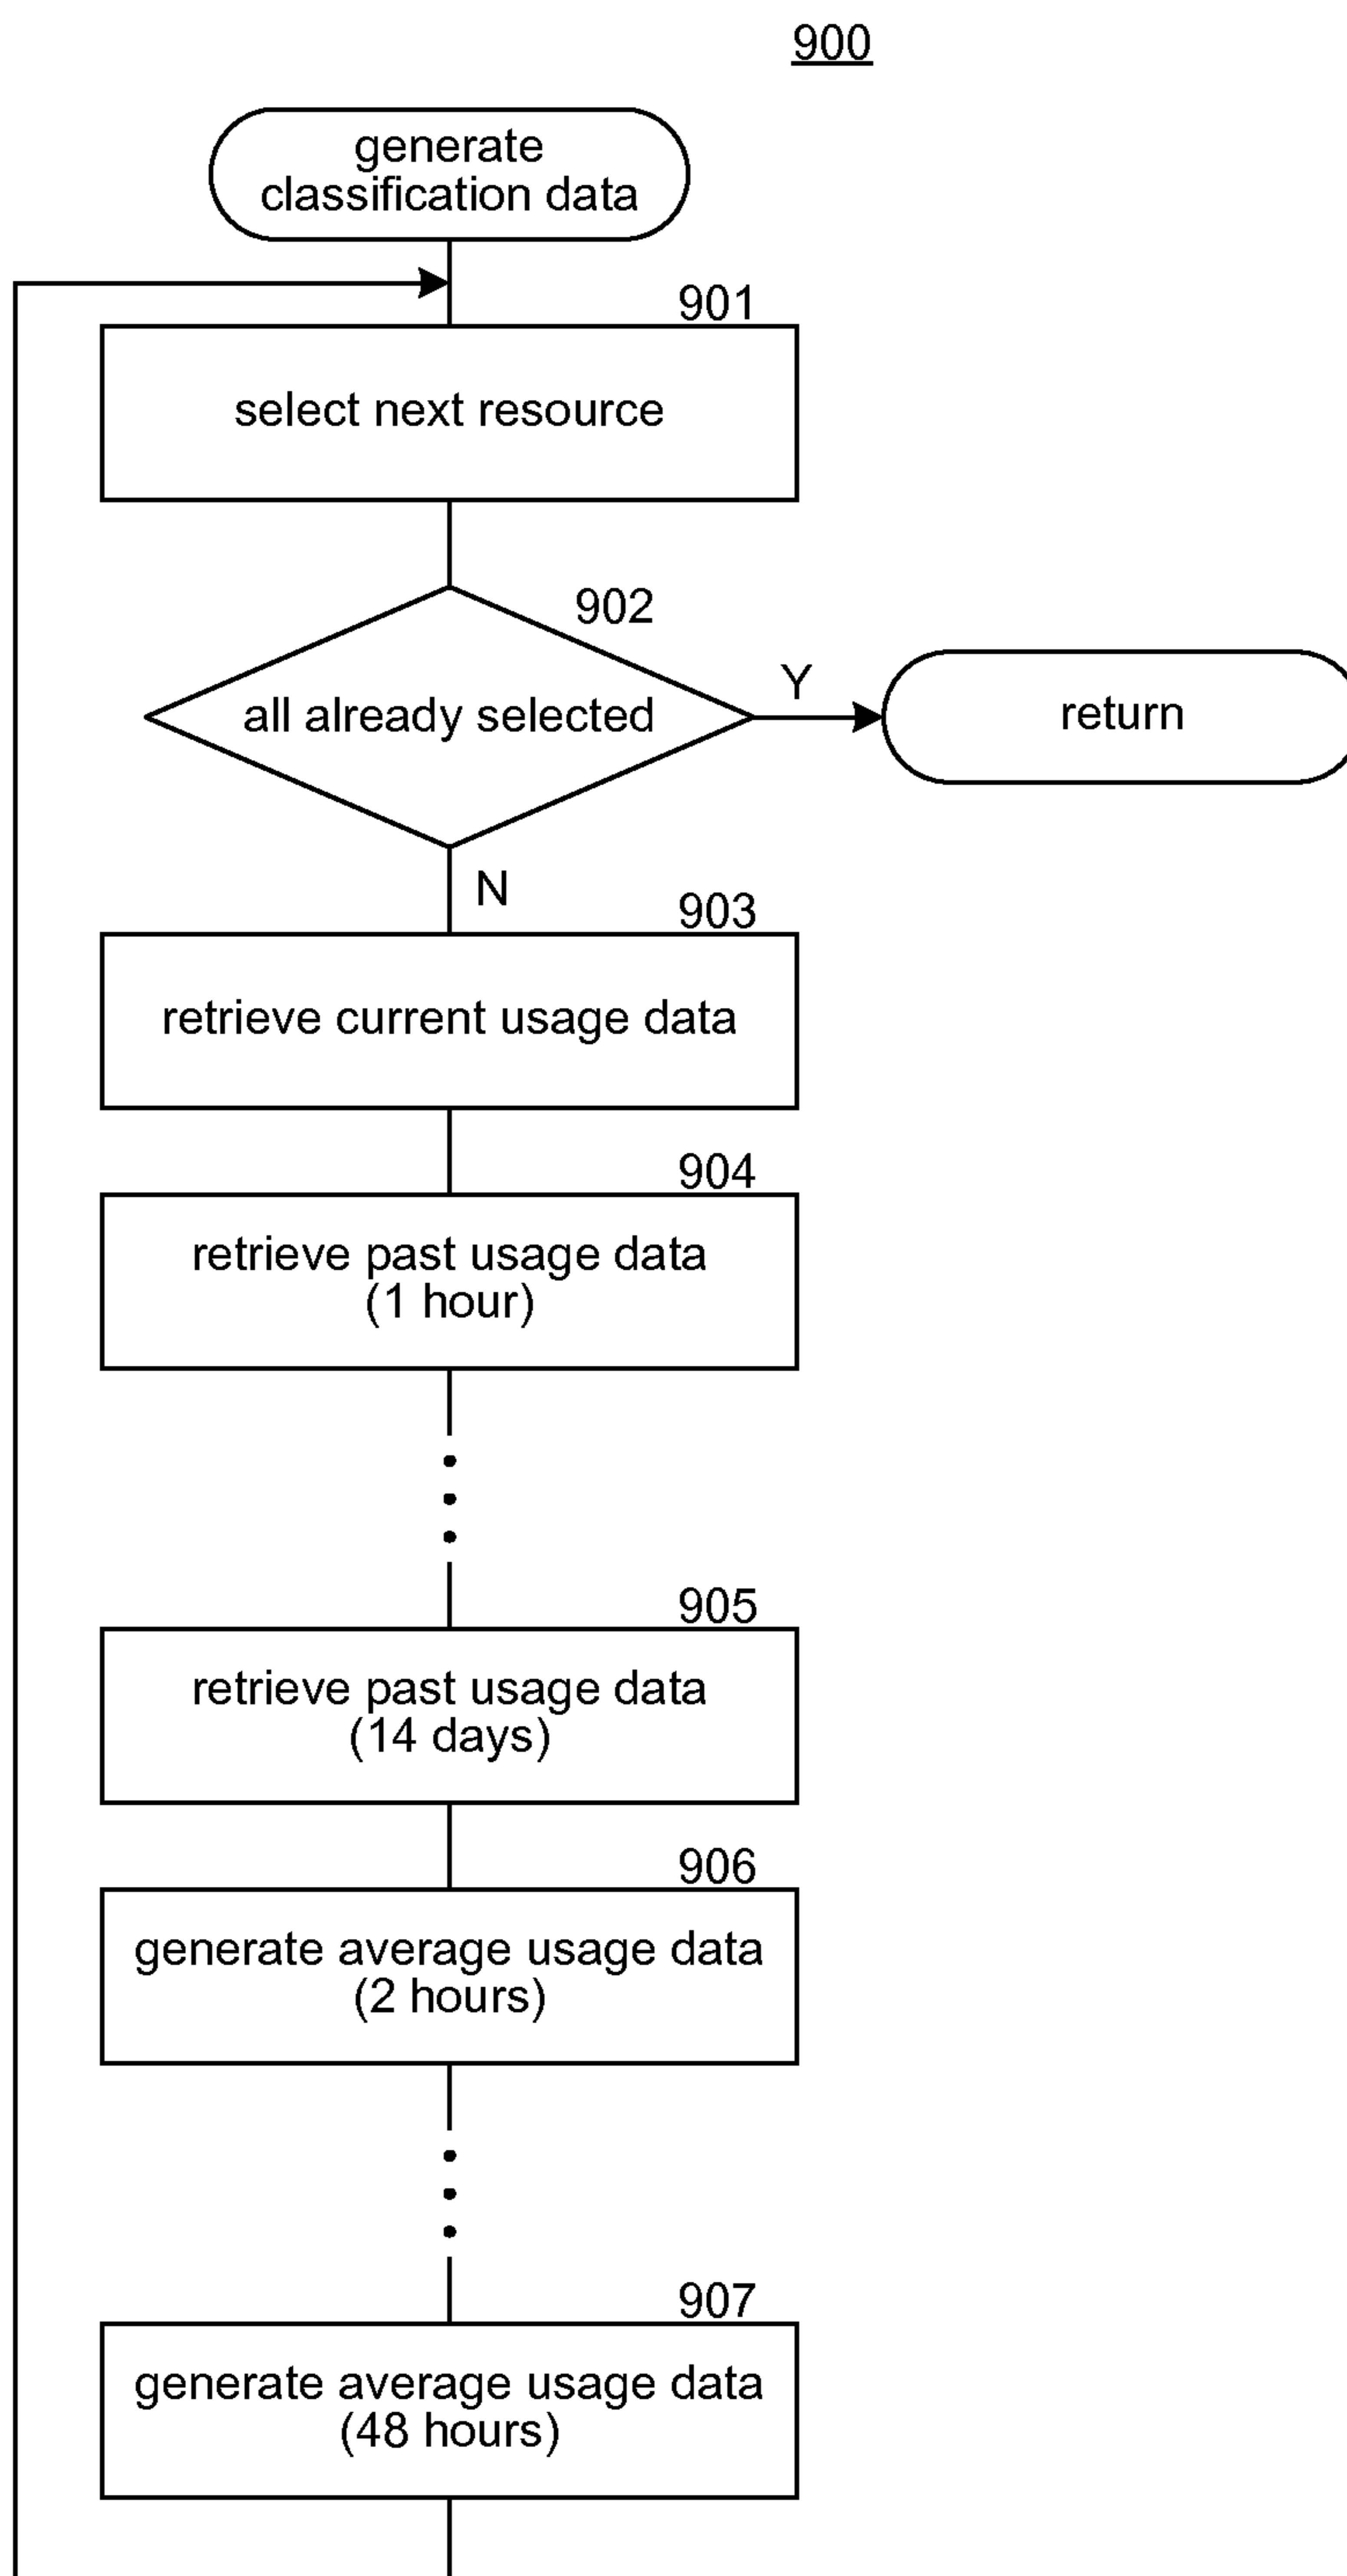 900
generate
classification data
901
select next resource
902
all already selected
Y
return
N
903
retrieve current usage data
904
retrieve past usage data
(1 hour)
905
retrieve past usage data
(14 days)
906
generate average usage data
(2 hours)
907
generate average usage data
(48 hours)